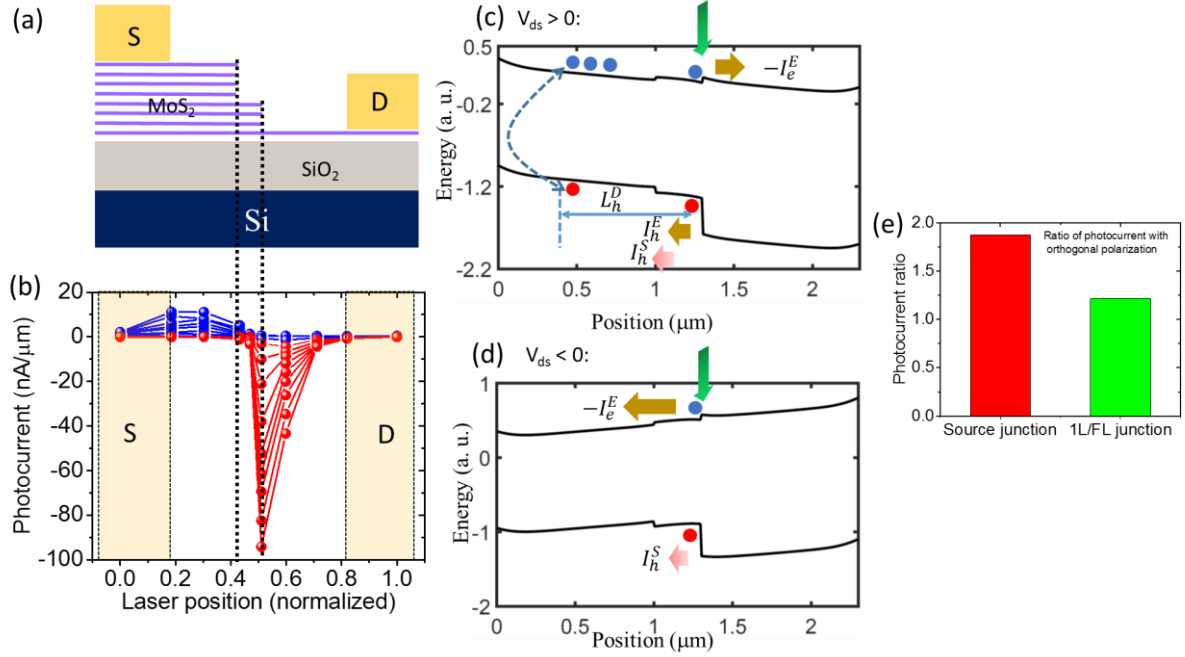 (a)
S
D
MoS₂
SiO₂
Si
(b)
20
0
-20
-40
-60
-80
-100
Photocurrent (nA/μm)
S
D
0.0 0.2 0.4 0.6 0.8 1.0
Laser position (normalized)
(c) V_ds > 0:
0.5
-0.2
-1.2
-2.2
Energy (a. u.)
−I_e^E
L_h^D
I_h^E
I_h^S
0 0.5 1 1.5 2
Position (μm)
(d) V_ds < 0:
1
0
-1
-2
Energy (a. u.)
−I_e^E
I_h^S
0 0.5 1 1.5 2
Position (μm)
(e)
2.0
1.5
1.0
0.5
0.0
Photocurrent ratio
Ratio of photocurrent with
orthogonal polarization
Source junction 1L/FL junction